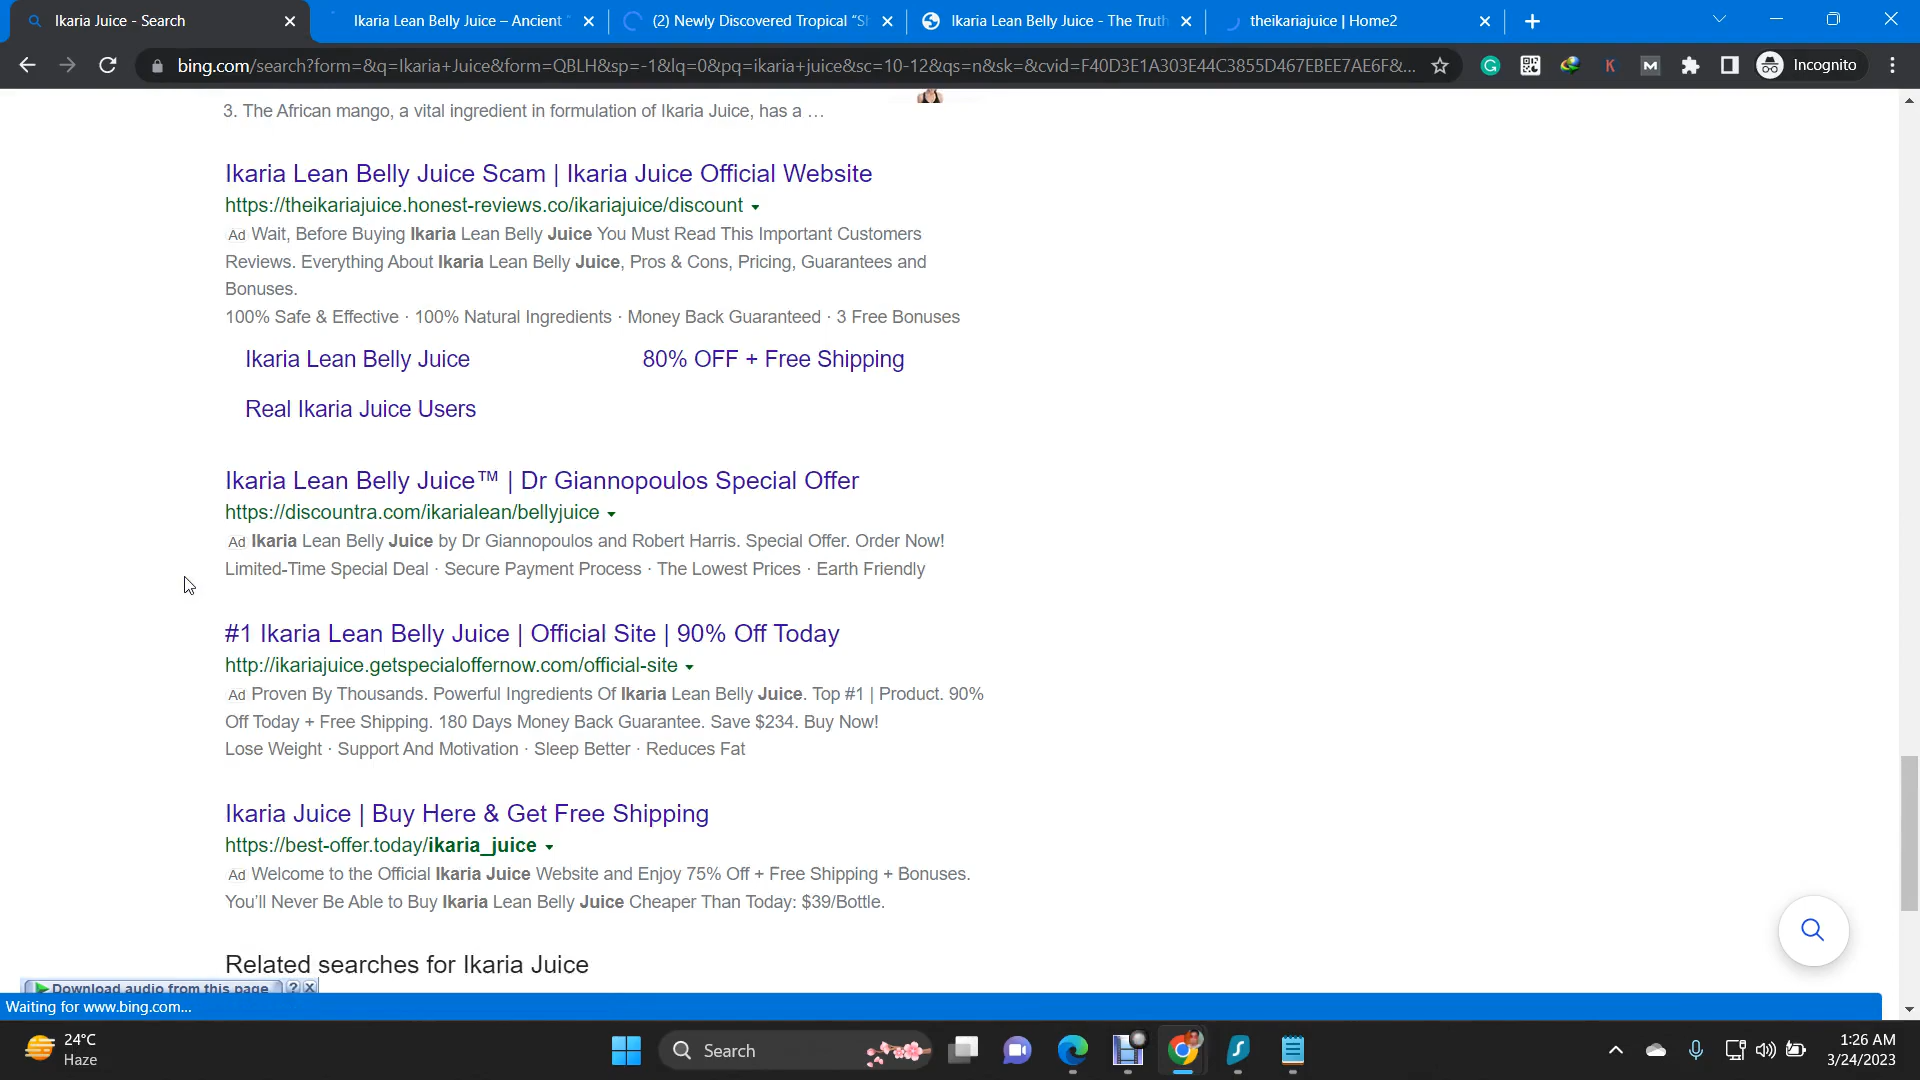 Ikaria Juice - Search
Ikaria Lean Belly Juice – Ancient
(2) Newly Discovered Tropical "S
Ikaria Lean Belly Juice - The Truth
theikariajuice | Home2
bing.com/search?form=&q=Ikaria+Juice&form=QBLH&sp=-1&lq=0&pq=ikaria+juice&sc=10-12&qs=n&sk=&cvid=F40D3E1A303E44C3855D467EBEE7AE6F&...
Incognito
3. The African mango, a vital ingredient in formulation of Ikaria Juice, has a …
Ikaria Lean Belly Juice Scam | Ikaria Juice Official Website
https://theikariajuice.honest-reviews.co/ikariajuice/discount
Ad Wait, Before Buying Ikaria Lean Belly Juice You Must Read This Important Customers
Reviews. Everything About Ikaria Lean Belly Juice, Pros & Cons, Pricing, Guarantees and
Bonuses.
100% Safe & Effective · 100% Natural Ingredients · Money Back Guaranteed · 3 Free Bonuses
Ikaria Lean Belly Juice
80% OFF + Free Shipping
Real Ikaria Juice Users
Ikaria Lean Belly Juice™ | Dr Giannopoulos Special Offer
https://discountra.com/ikarialean/bellyjuice
Ad Ikaria Lean Belly Juice by Dr Giannopoulos and Robert Harris. Special Offer. Order Now!
Limited-Time Special Deal · Secure Payment Process · The Lowest Prices · Earth Friendly
#1 Ikaria Lean Belly Juice | Official Site | 90% Off Today
http://ikariajuice.getspecialoffernow.com/official-site
Ad Proven By Thousands. Powerful Ingredients Of Ikaria Lean Belly Juice. Top #1 | Product. 90%
Off Today + Free Shipping. 180 Days Money Back Guarantee. Save $234. Buy Now!
Lose Weight · Support And Motivation · Sleep Better · Reduces Fat
Ikaria Juice | Buy Here & Get Free Shipping
https://best-offer.today/ikaria_juice
Ad Welcome to the Official Ikaria Juice Website and Enjoy 75% Off + Free Shipping + Bonuses.
You'll Never Be Able to Buy Ikaria Lean Belly Juice Cheaper Than Today: $39/Bottle.
Related searches for Ikaria Juice
Download audio from this page ?
Waiting for www.bing.com...
24°C
Haze
Search
1:26 AM
3/24/2023